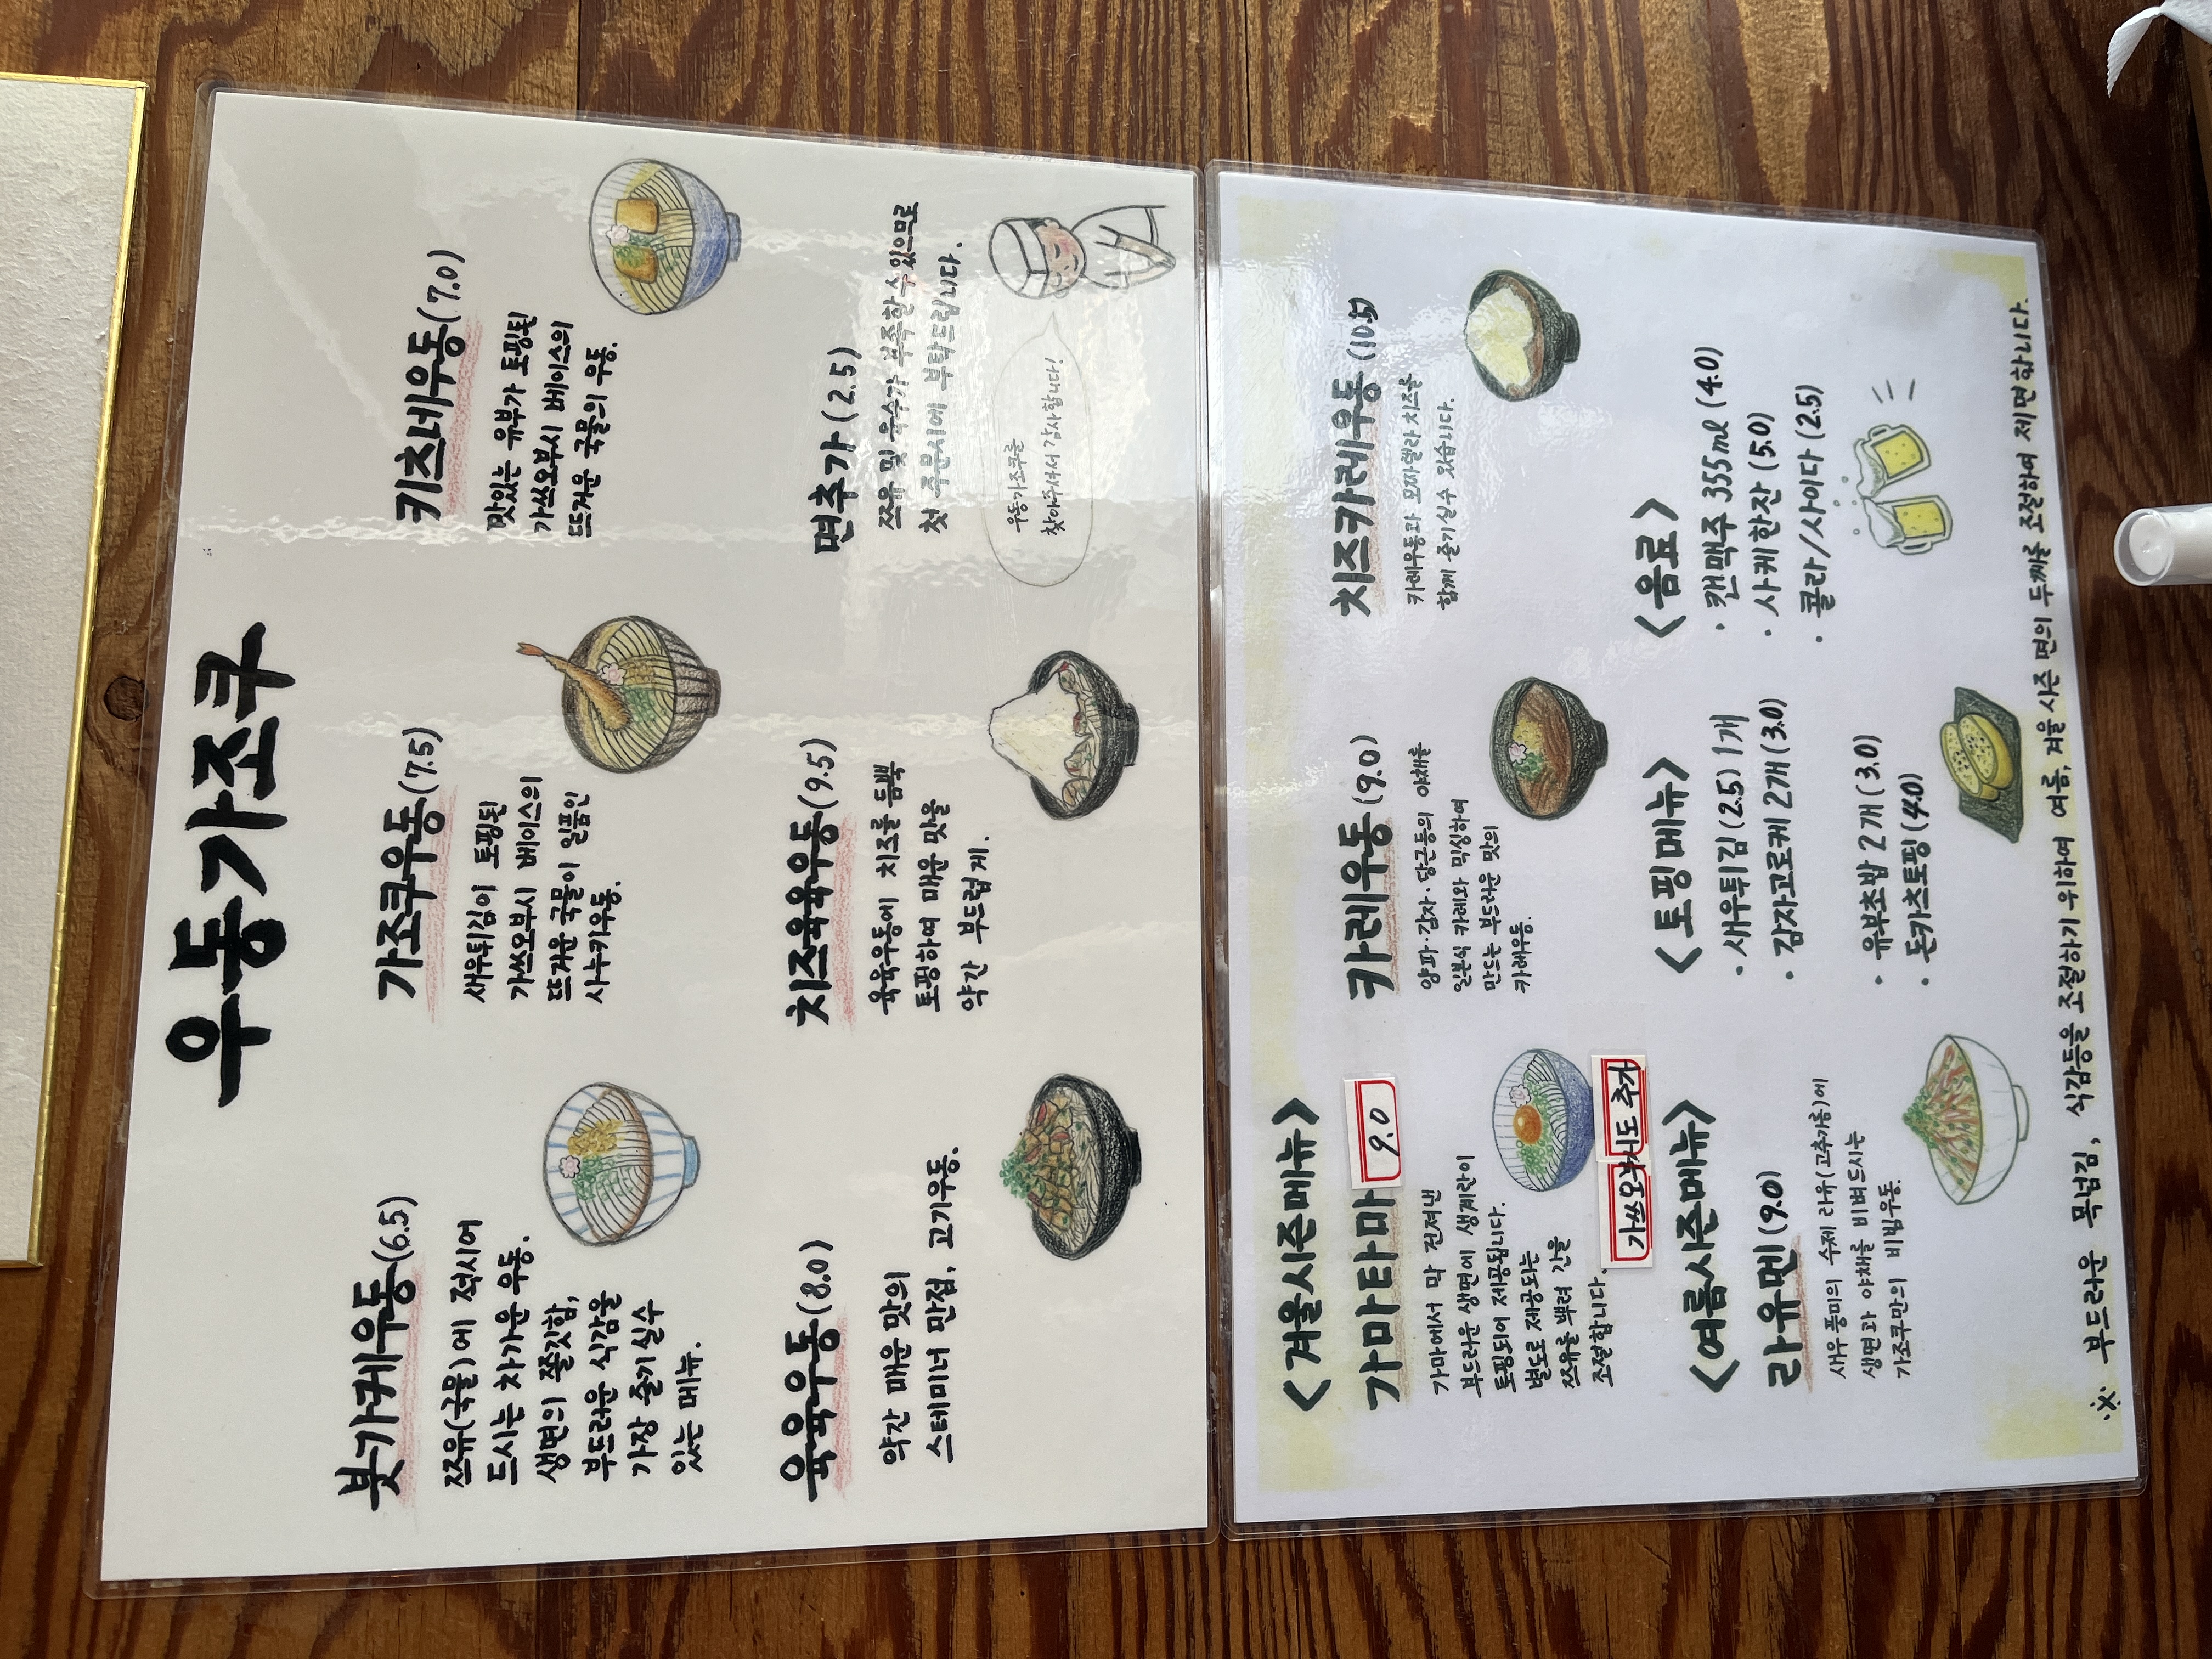 우동가조쿠
붓가케우동(6.5)
쯔유(국물)에 적시어
드시는 차가운 우동.
생면의 쫄깃함,
부드러운 식감을
가장 즐기실수
있는 메뉴.
가조쿠우동(7.5)
새우튀김이 토핑된
가쓰오부시 베이스의
뜨거운 국물이 일품인
사누키우동.
키츠네우동(7.0)
맛있는 유부가 토핑된
가쓰오부시 베이스의
뜨거운 국물의 우동.
육육우동(8.0)
약간 매운 맛의
스테미너 만점, 고기우동.
치즈육육우동(9.5)
육육우동에 치즈를 듬뿍
토핑하여 매운 맛을
약간 부드럽게.
면추가(2.5)
쯔유 및 육수가 부족할 수 있으므로
첫 주문시에 부탁드립니다.
우동가조쿠를
찾아주셔서 감사합니다!
<겨울시즌메뉴>
가마타마 9.0
가마에서 막 건져낸
부드러운 생면에 생계란이
토핑되어 제공됩니다.
별도로 제공되는
쯔유를 뿌려 간을
조절합니다.
가쓰오부시도 추가
카레우동(9.0)
양파·감자·당근등의 야채를
일본식 카레와 믹싱하여
만드는 부드러운 맛의
카레우동.
치즈카레우동(10.5)
카레우동과 모짜렐라 치즈를
함께 즐기실수 있습니다.
<여름시즌메뉴>
라유멘(9.0)
새우 풍미의 수제 라유(고추기름)에
생면과 야채를 비벼드시는
가조쿠만의 비빔우동.
<토핑메뉴>
· 새우튀김(2.5) 1개
· 감자고로케 2개(3.0)
· 유부초밥 2개(3.0)
· 돈카츠토핑(4.0)
<음료>
· 캔맥주 355ml(4.0)
· 사케한잔(5.0)
· 콜라/사이다(2.5)
※ 부드러운 목넘김, 식감등을 조절하기 위하여 여름, 겨울 시즌 면의 두께를 조절하여 제면합니다.